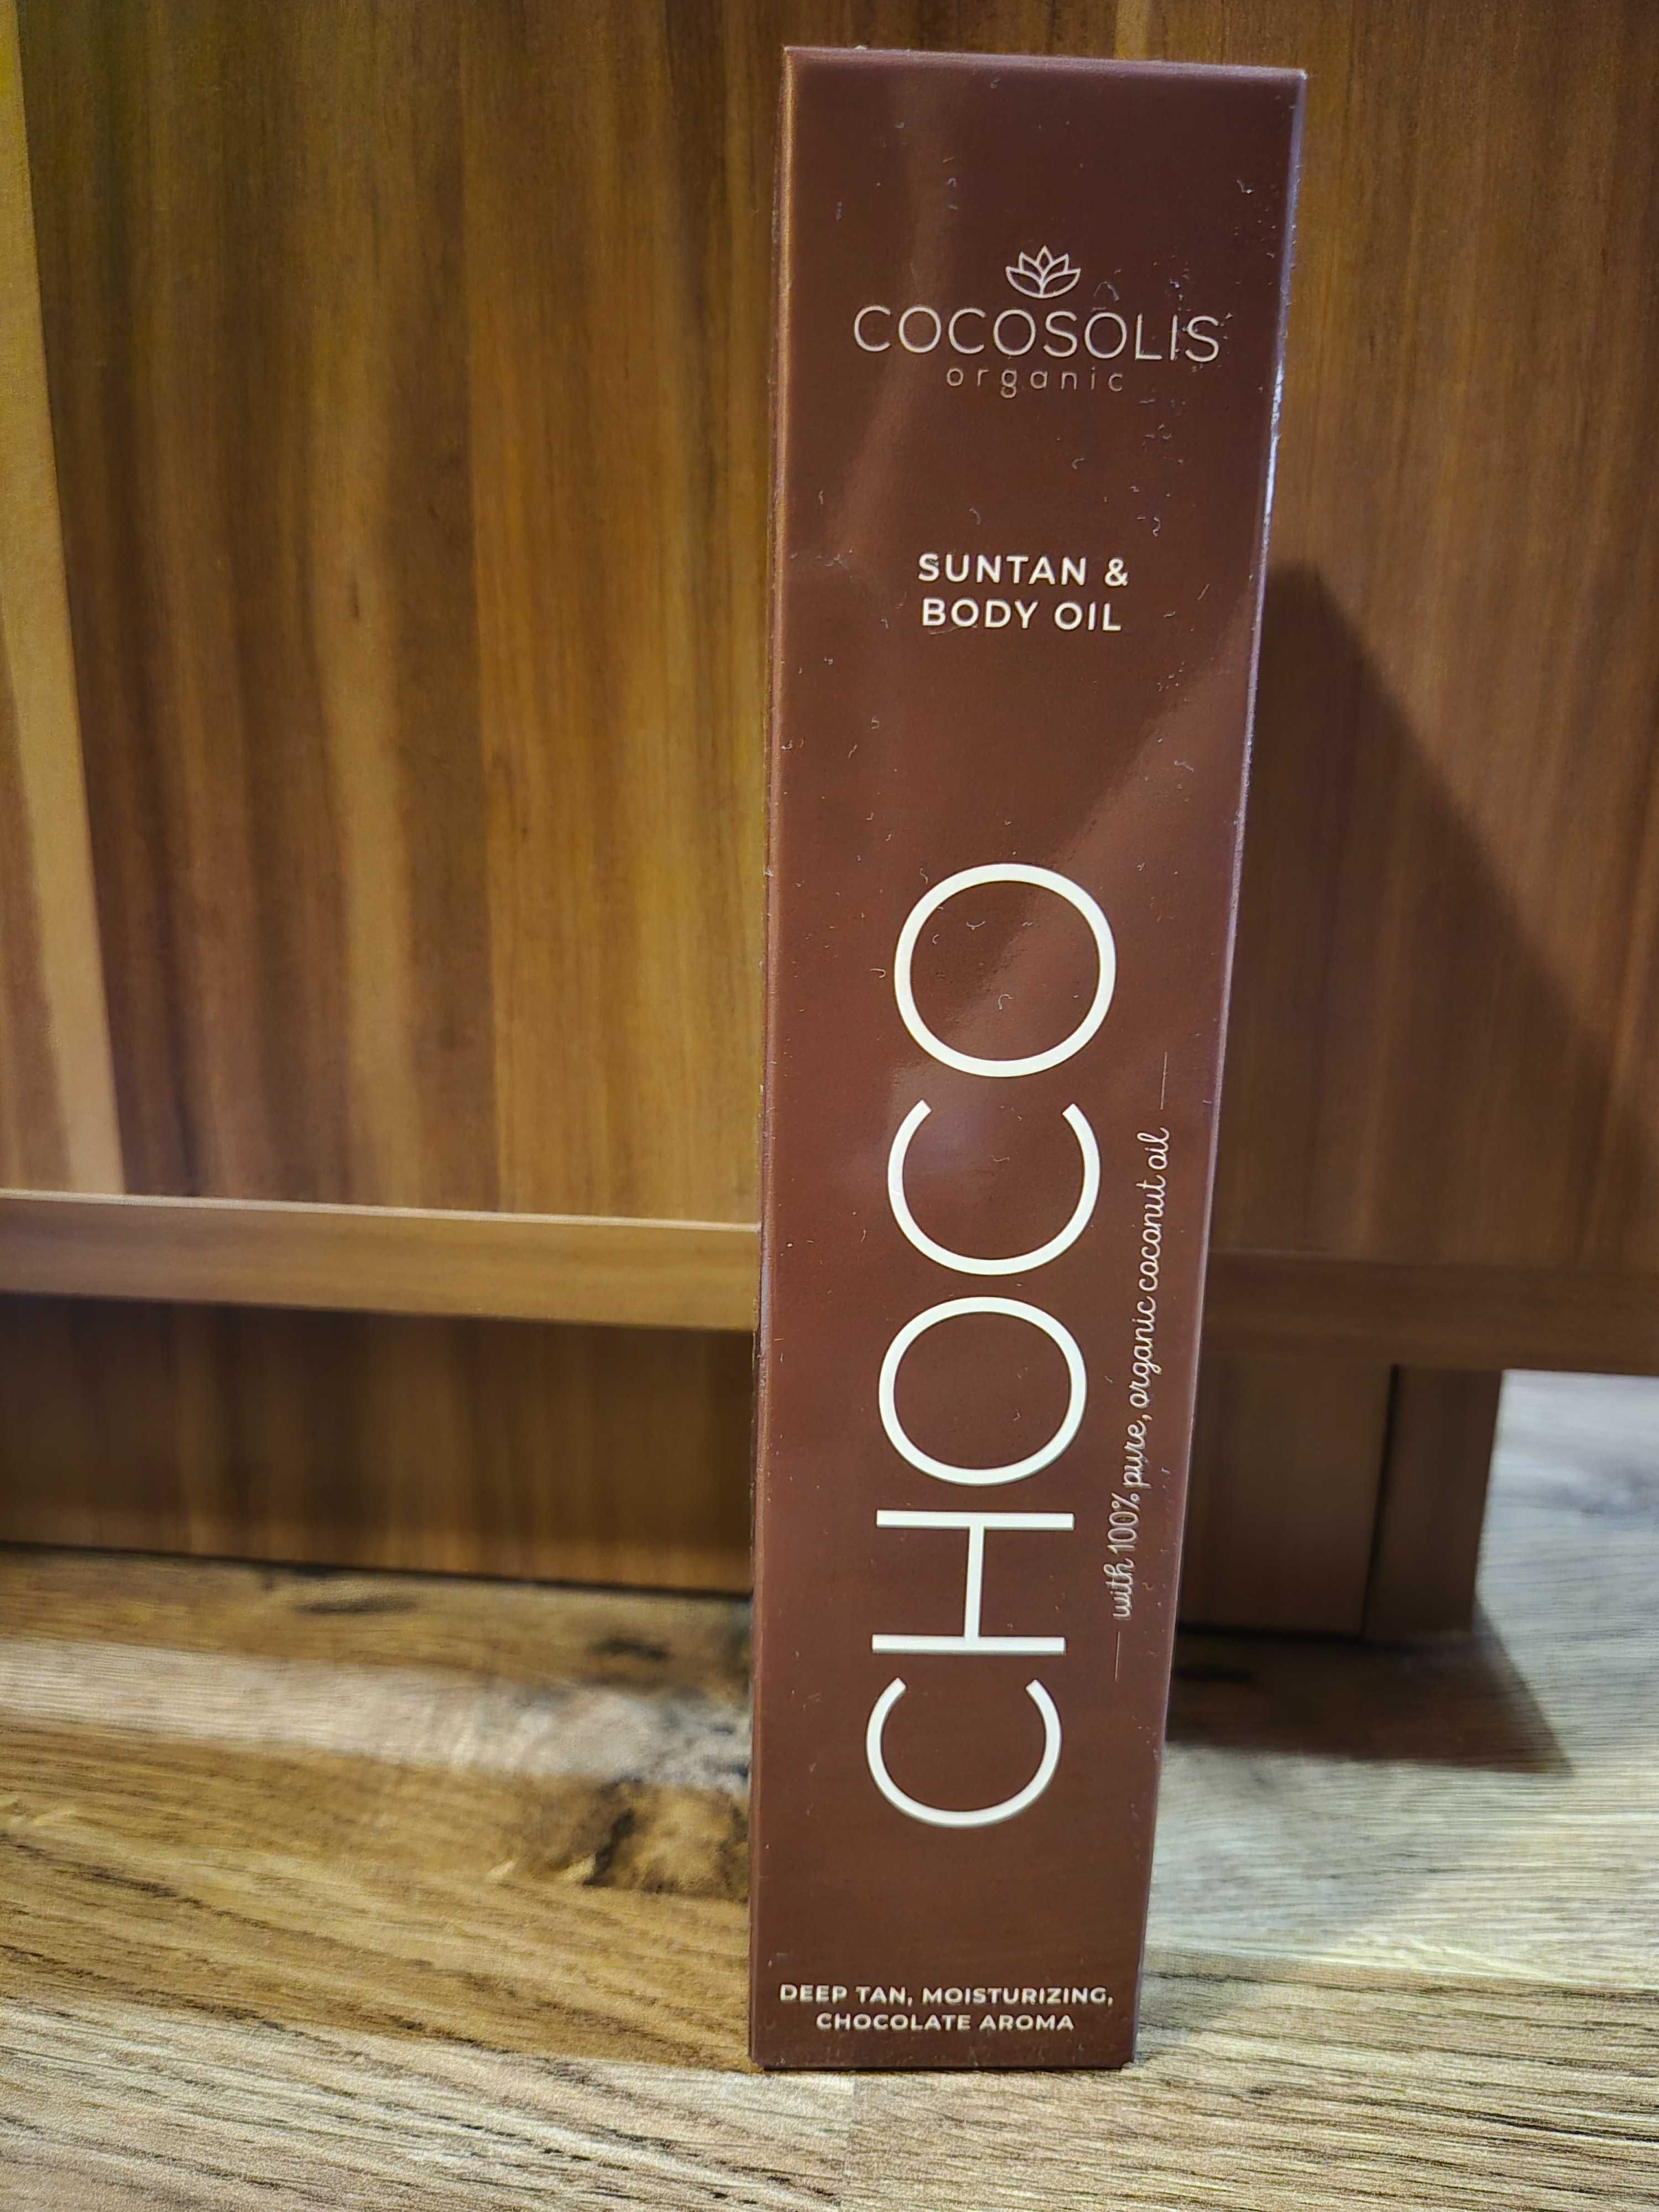 COCOSOLIS
organic
SUNTAN &
BODY OIL
CHOCO
with 100% pure, organic coconut oil
DEEP TAN, MOISTURIZING,
CHOCOLATE AROMA